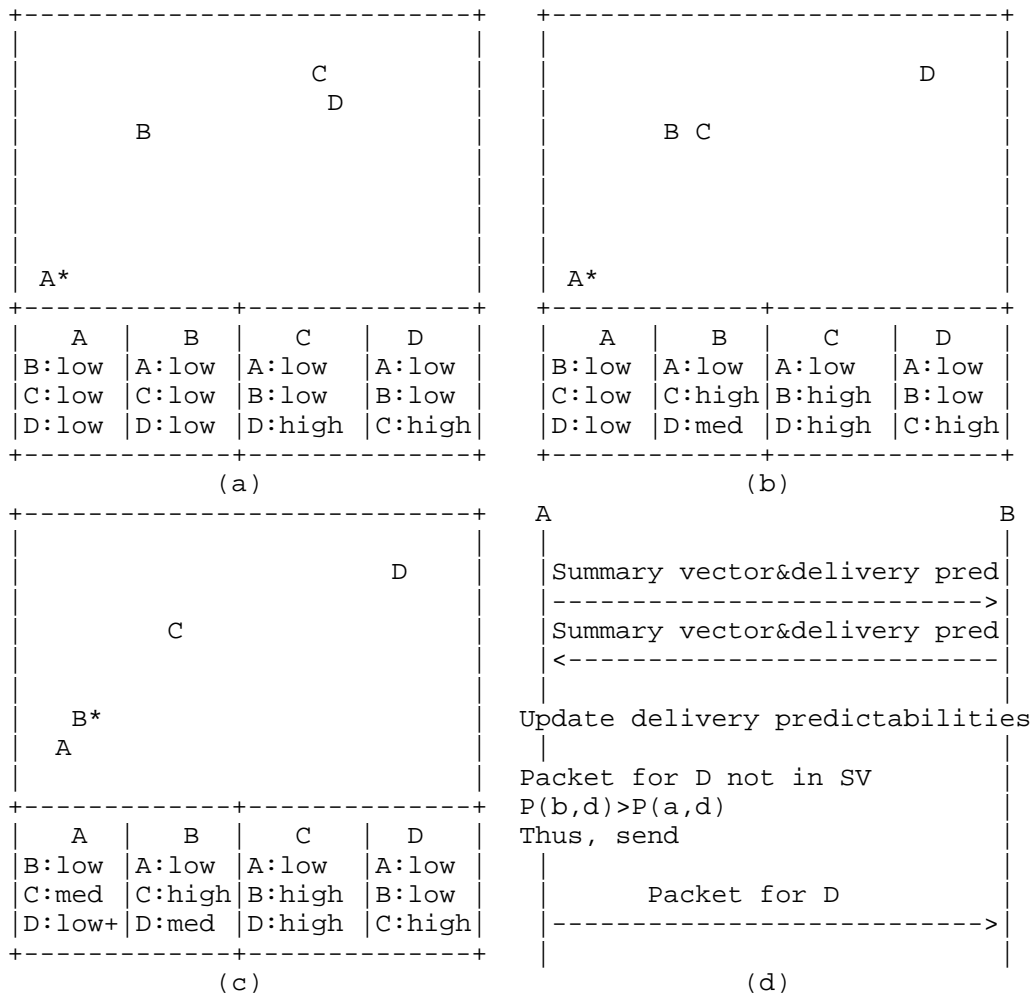 +---------------------------+ +---------------------------+
| | | |
| C | | D |
| D | | |
| B | | B C |
| | | |
| | | |
| | | |
| | | |
| A* | | A* |
+-------------+-------------+ +-------------+-------------+
| A | B | C | D | | A | B | C | D |
|B:low |A:low |A:low |A:low | |B:low |A:low |A:low |A:low |
|C:low |C:low |B:low |B:low | |C:low |C:high|B:high |B:low |
|D:low |D:low |D:high |C:high| |D:low |D:med |D:high |C:high|
+-------------+-------------+ +-------------+-------------+
(a) (b)
+---------------------------+ A B
| | | |
| D | |Summary vector&delivery pred|
| | |--------------------------->|
| C | |Summary vector&delivery pred|
| | |<---------------------------|
| | | |
| B* | Update delivery predictabilities
| A | | |
| | Packet for D not in SV |
+-------------+-------------+ P(b,d)>P(a,d) |
| A | B | C | D | Thus, send |
|B:low |A:low |A:low |A:low | | |
|C:med |C:high|B:high |B:low | | Packet for D |
|D:low+|D:med |D:high |C:high| |--------------------------->|
+-------------+-------------+ | |
(c) (d)